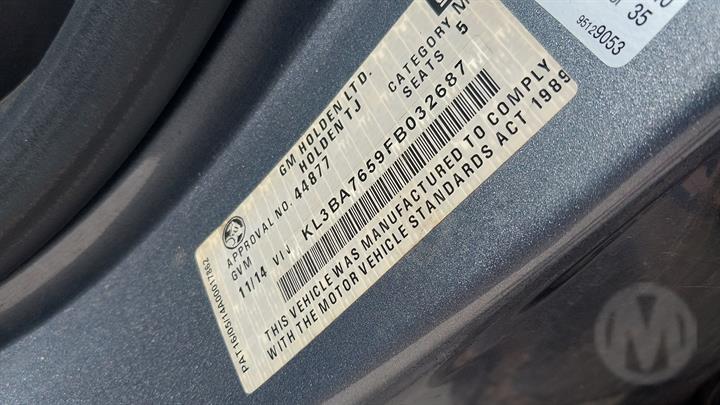 GM HOLDEN LTD.
HOLDEN TJ
CATEGORY M
SEATS 5
APPROVAL NO. 44877
GVM
11/14 VIN KL3BA7659FB032687
THIS VEHICLE WAS MANUFACTURED TO COMPLY
WITH THE MOTOR VEHICLE STANDARDS ACT 1989
35
95129053
M